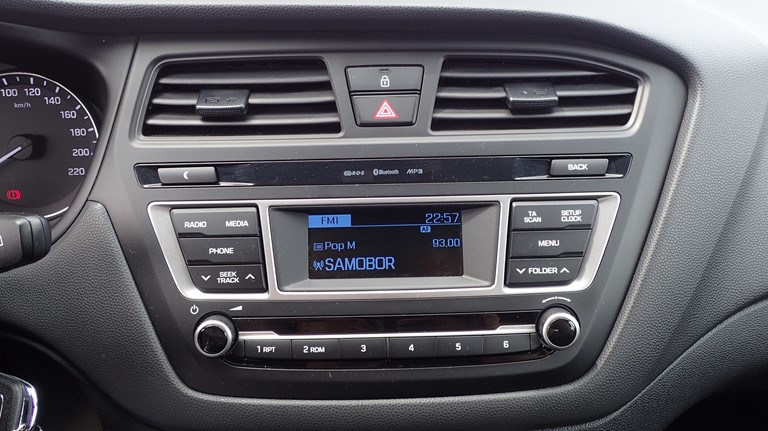 100
120
km/h
140
160
180
200
220
RDS Bluetooth MP3
BACK
RADIO MEDIA
PHONE
SEEK
TRACK
FM1 22:57
AF
Pop M 93,00
SAMOBOR
TA
SCAN
SETUP
CLOCK
MENU
FOLDER
1 RPT 2 RDM 3 4 5 6